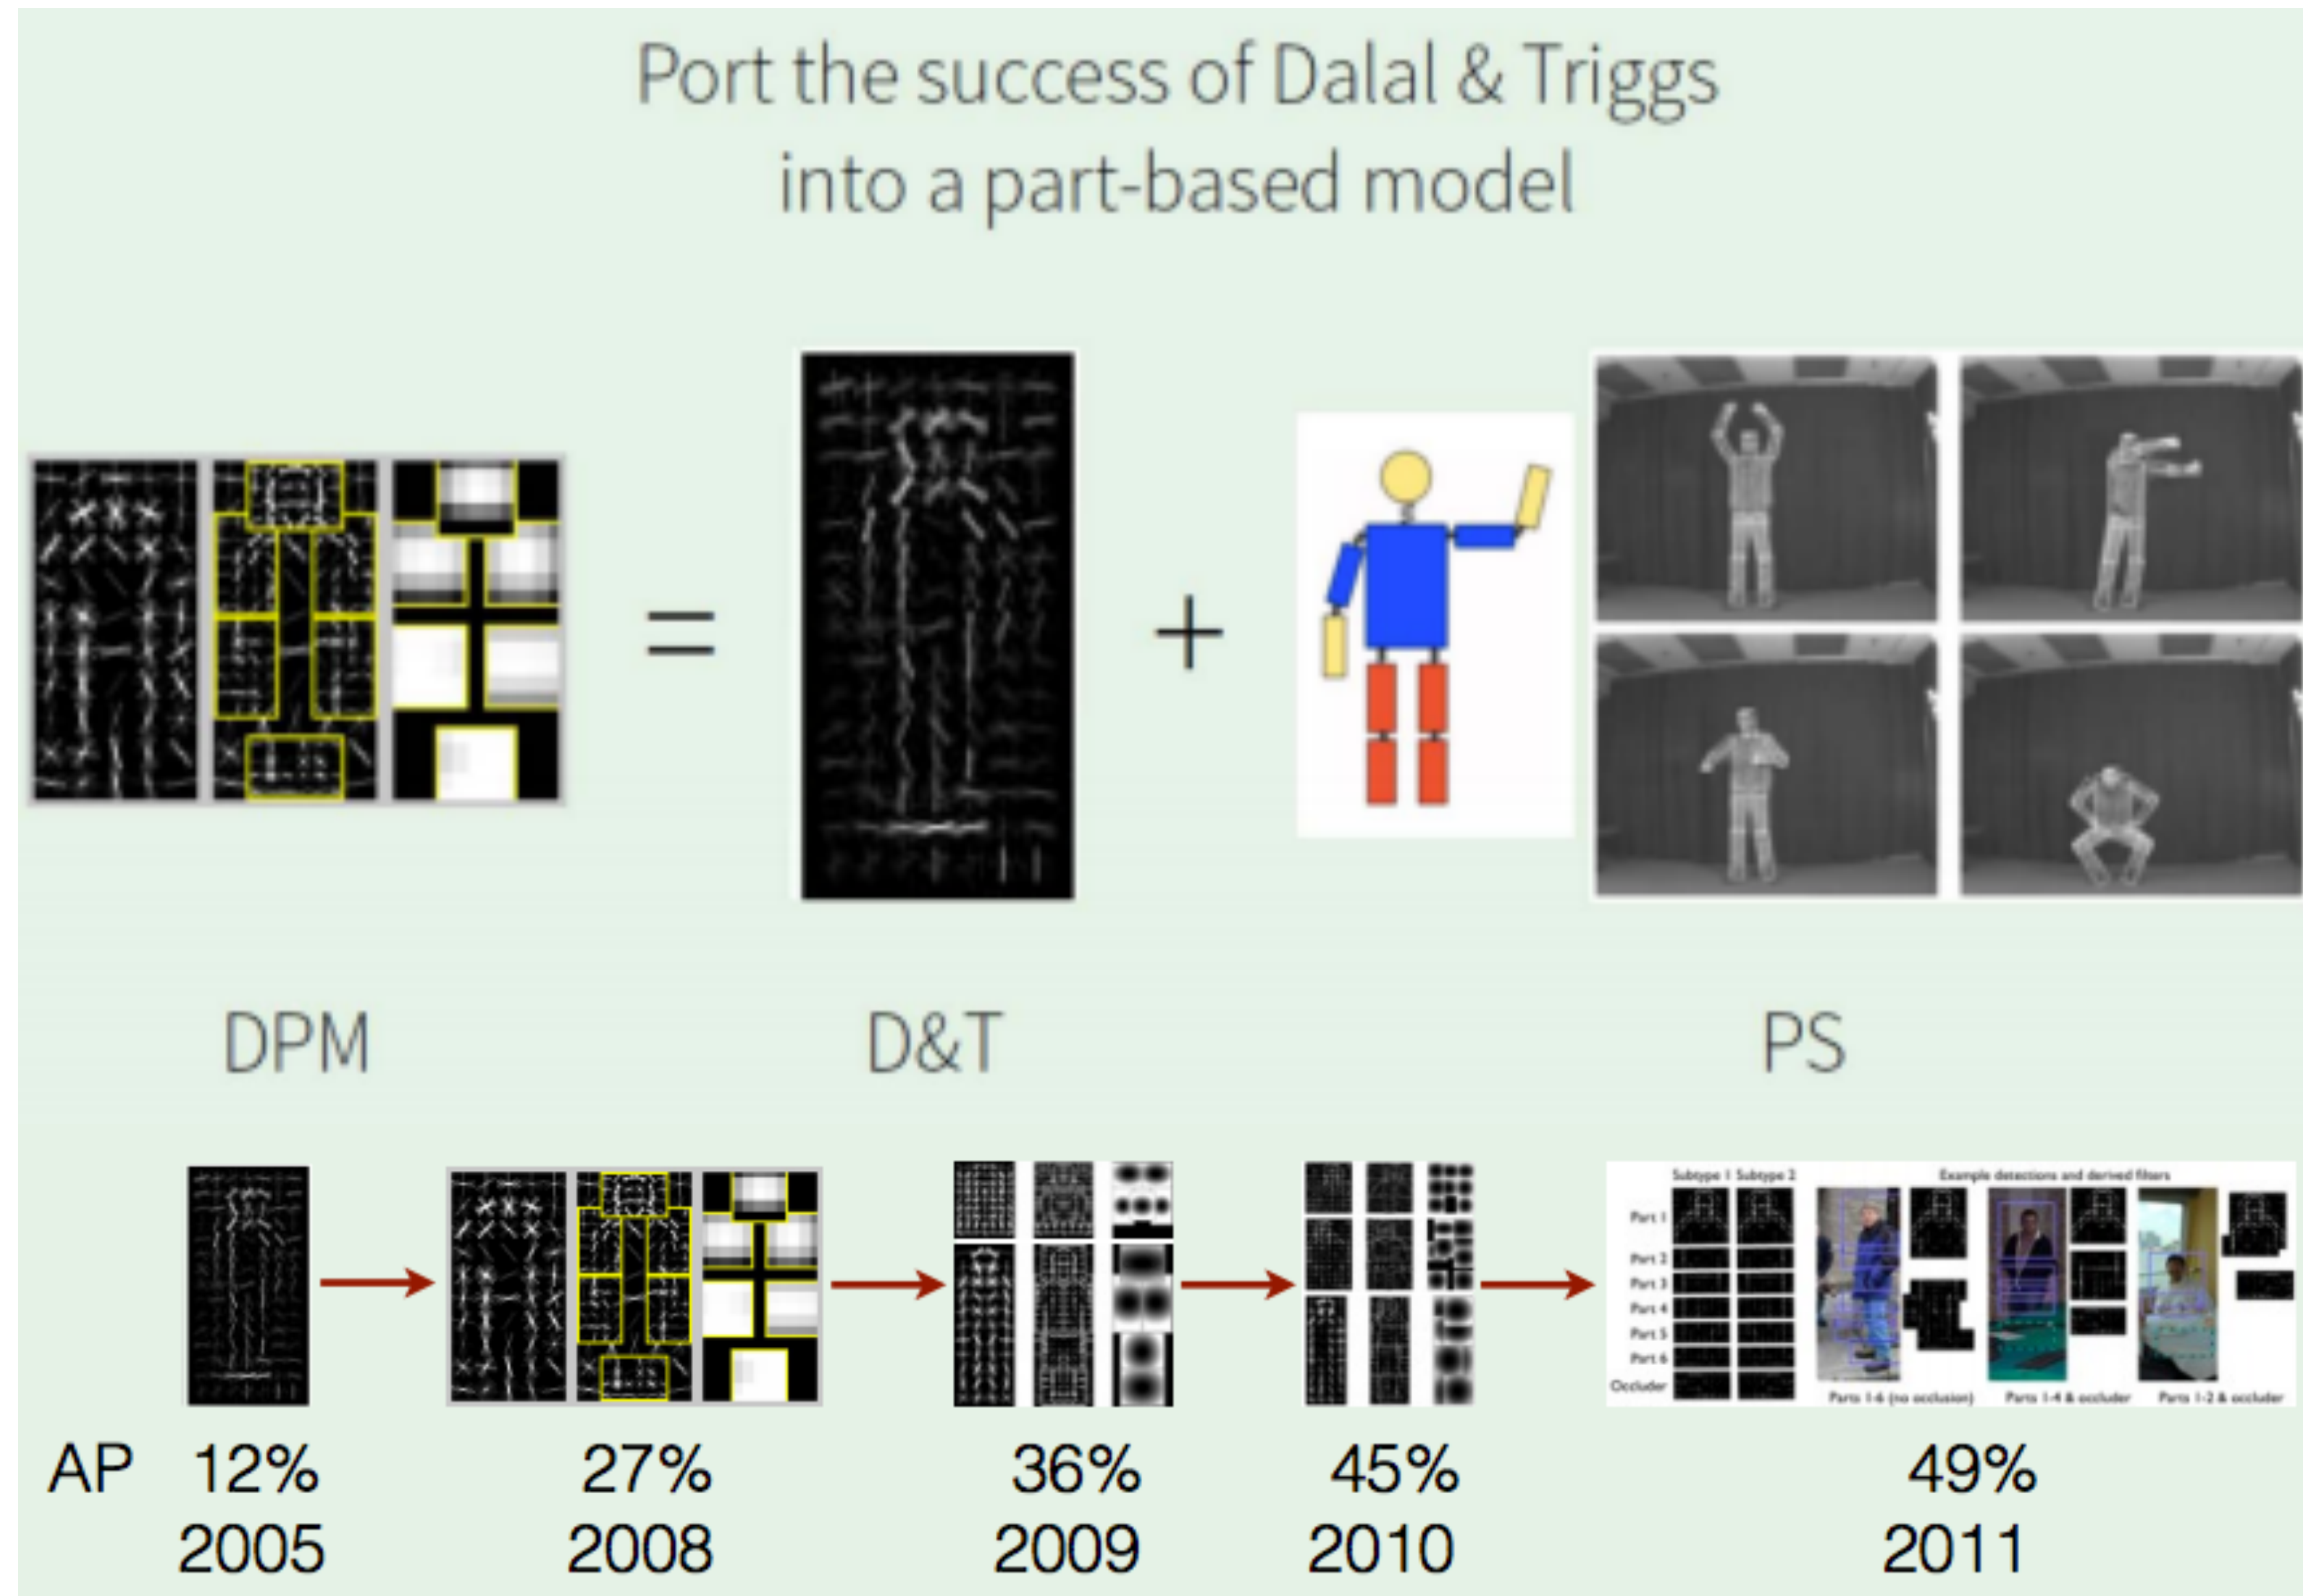 Port the success of Dalal & Triggs
into a part-based model
=
+
DPM
D&T
PS
Subtype 1 Subtype 2
Example detections and derived filters
Part 1
Part 2
Part 3
Part 4
Part 5
Part 6
Occluder
Parts 1-6 (no occlusion)
Parts 1-4 & occluder
Parts 1-2 & occluder
AP 12% 27% 36% 45% 49%
2005 2008 2009 2010 2011